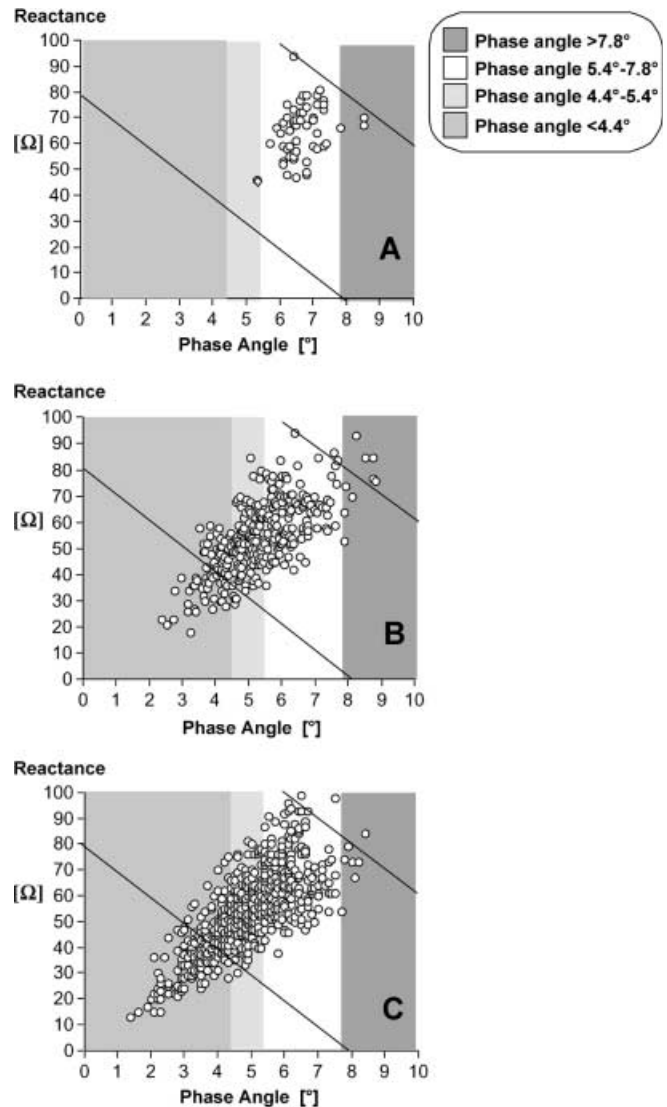 Reactance
Phase angle >7.8°
Phase angle 5.4°-7.8°
Phase angle 4.4°-5.4°
Phase angle <4.4°
100
90
80
70
60
[Ω] 50
40
30
20
10
0
A
0 1 2 3 4 5 6 7 8 9 10
Phase Angle [°]
Reactance
100
90
80
70
60
[Ω]
50
40
30
20
10
0
B
0 1 2 3 4 5 6 7 8 9 10
Phase Angle [°]
Reactance
100
90
80
70
[Ω]
60
50
40
30
20
10
0
C
0 1 2 3 4 5 6 7 8 9 10
Phase Angle [°]